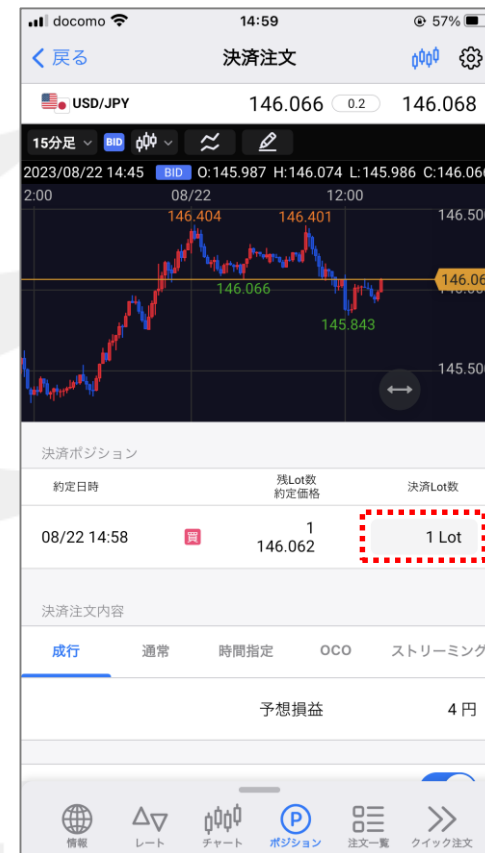 docomo 14:59 57%
戻る 決済注文
USD/JPY 146.066 0.2 146.068
15分足 BID
2023/08/22 14:45 BID O:145.987 H:146.074 L:145.986 C:146.066
2:00 08/22 12:00
146.404 146.401 146.50
146.066 146.06
145.843
145.50
決済ポジション
約定日時 残Lot数 決済Lot数
約定価格
08/22 14:58 買 1 1 Lot
146.062
決済注文内容
成行 通常 時間指定 OCO ストリーミング
予想損益 4 円
P
情報 レート チャート ポジション 注文一覧 クイック注文